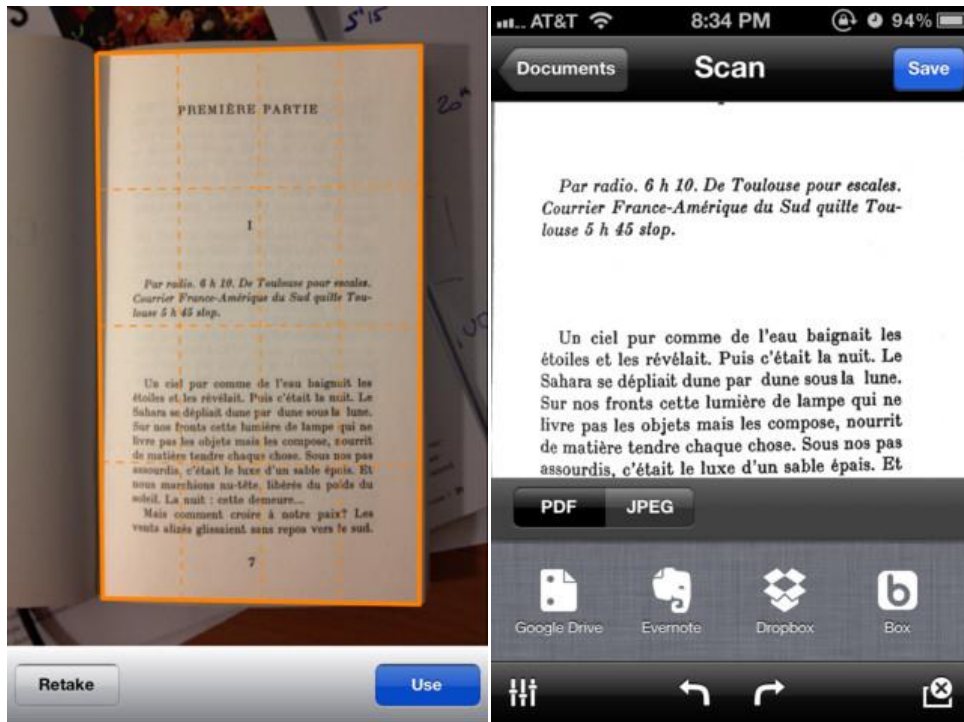 5"15
20"
PREMIÈRE PARTIE
I
Par radio. 6 h 10. De Toulouse pour escales.
Courrier France-Amérique du Sud quitte Tou-
louse 5 h 45 stop.
Un ciel pur comme de l'eau baignait les
étoiles et les révélait. Puis c'était la nuit. Le
Sahara se dépliait dune par dune sous la lune.
Sur nos fronts cette lumière de lampe qui ne
livre pas les objets mais les compose, nourrit
de matière tendre chaque chose. Sous nos pas
assourdis, c'était le luxe d'un sable épais. Et
nous marchions nu-tête, libérés du poids du
soleil. La nuit : cette demeure...
Mais comment croire à notre paix? Les
vents alizés glissaient sans repos vers le sud.
7
Retake
Use
AT&T 8:34 PM 94%
Documents Scan Save
Par radio. 6 h 10. De Toulouse pour escales.
Courrier France-Amérique du Sud quitte Tou-
louse 5 h 45 stop.
Un ciel pur comme de l'eau baignait les
étoiles et les révélait. Puis c'était la nuit. Le
Sahara se dépliait dune par dune sous la lune.
Sur nos fronts cette lumière de lampe qui ne
livre pas les objets mais les compose, nourrit
de matière tendre chaque chose. Sous nos pas
assourdis, c'était le luxe d'un sable épais. Et
PDF JPEG
Google Drive Evernote Dropbox Box